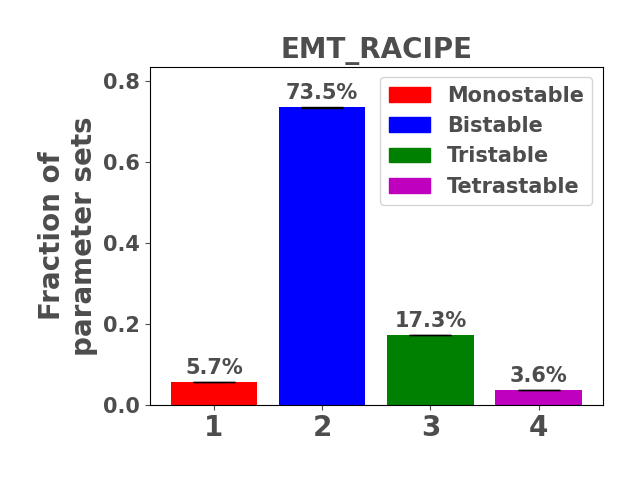 EMT_RACIPE
Fraction of
parameter sets
0.8
0.6
0.4
0.2
0.0
5.7%
73.5%
17.3%
3.6%
Monostable
Bistable
Tristable
Tetrastable
1
2
3
4